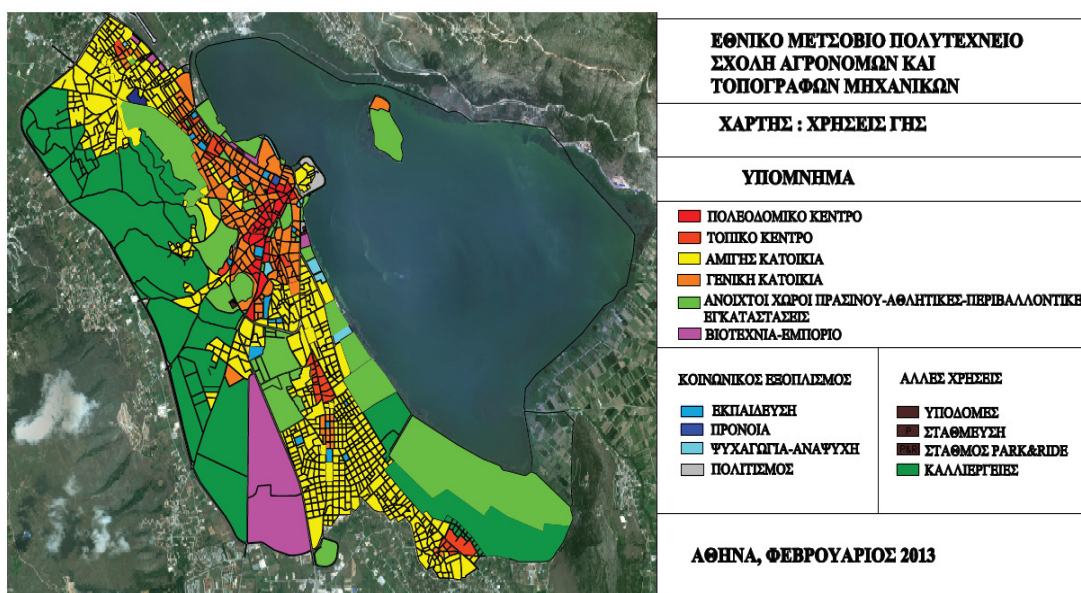 ΕΘΝΙΚΟ ΜΕΤΣΟΒΙΟ ΠΟΛΥΤΕΧΝΕΙΟ
ΣΧΟΛΗ ΑΓΡΟΝΟΜΩΝ ΚΑΙ
ΤΟΠΟΓΡΑΦΩΝ ΜΗΧΑΝΙΚΩΝ
ΧΑΡΤΗΣ : ΧΡΗΣΕΙΣ ΓΗΣ
ΥΠΟΜΝΗΜΑ
ΠΟΛΕΟΔΟΜΙΚΟ ΚΕΝΤΡΟ
ΤΟΠΙΚΟ ΚΕΝΤΡΟ
ΑΜΙΓΗΣ ΚΑΤΟΙΚΙΑ
ΓΕΝΙΚΗ ΚΑΤΟΙΚΙΑ
ΑΝΟΙΧΤΟΙ ΧΩΡΟΙ ΠΡΑΣΙΝΟΥ-ΑΘΛΗΤΙΚΕΣ-ΠΕΡΙΒΑΛΛΟΝΤΙΚΕ
ΕΓΚΑΤΑΣΤΑΣΕΙΣ
ΒΙΟΤΕΧΝΙΑ-ΕΜΠΟΡΙΟ
ΚΟΙΝΩΝΙΚΟΣ ΕΞΟΠΛΙΣΜΟΣ
ΕΚΠΑΙΔΕΥΣΗ
ΠΡΟΝΟΙΑ
ΨΥΧΑΓΩΓΙΑ-ΑΝΑΨΥΧΗ
ΠΟΛΙΤΙΣΜΟΣ
ΑΛΛΕΣ ΧΡΗΣΕΙΣ
ΥΠΟΔΟΜΕΣ
P ΣΤΑΘΜΕΥΣΗ
P&R ΣΤΑΘΜΟΣ PARK&RIDE
ΚΑΛΛΙΕΡΓΕΙΕΣ
ΑΘΗΝΑ, ΦΕΒΡΟΥΑΡΙΟΣ 2013